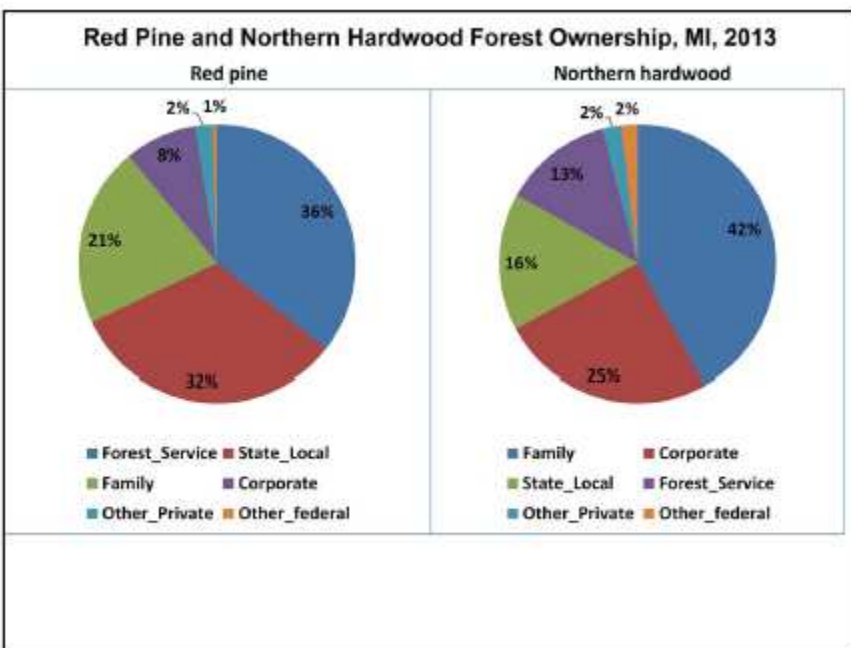 Red Pine and Northern Hardwood Forest Ownership, MI, 2013
Red pine
2% 1%
8%
36%
21%
32%
Forest_Service State_Local
Family Corporate
Other_Private Other_federal
Northern hardwood
2% 2%
13%
42%
16%
25%
Family Corporate
State_Local Forest_Service
Other_Private Other_federal